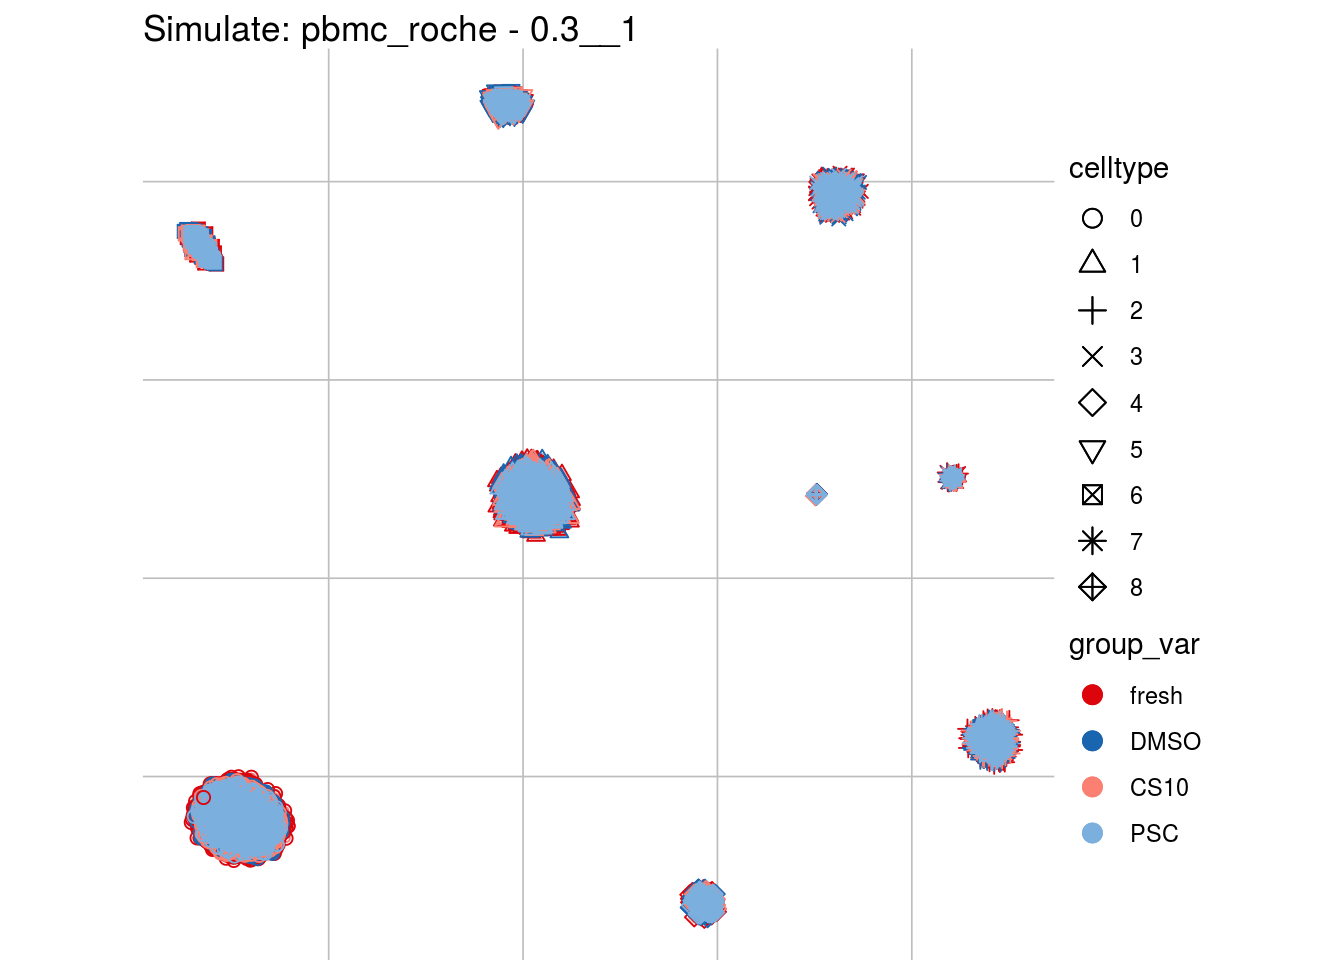 Simulate: pbmc_roche - 0.3__1
celltype
0
1
2
3
4
5
6
7
8
group_var
fresh
DMSO
CS10
PSC